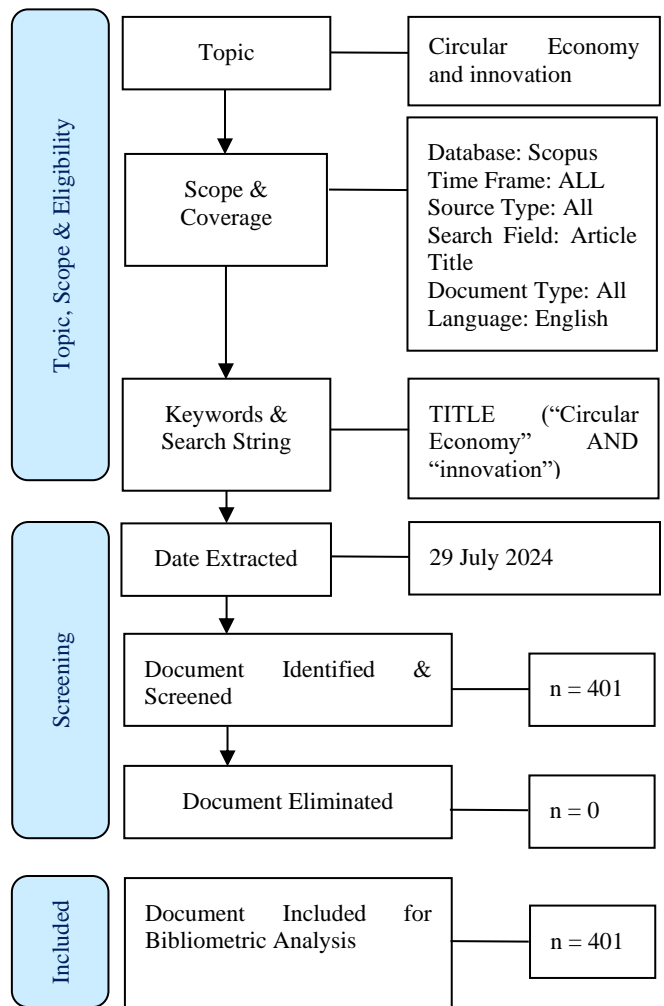 Topic, Scope & Eligibility
Topic
Circular Economy
and innovation
Scope &
Coverage
Database: Scopus
Time Frame: ALL
Source Type: All
Search Field: Article
Title
Document Type: All
Language: English
Keywords &
Search String
TITLE (“Circular
Economy” AND
“innovation”)
Screening
Date Extracted
29 July 2024
Document Identified &
Screened
n = 401
Document Eliminated
n = 0
Included
Document Included for
Bibliometric Analysis
n = 401